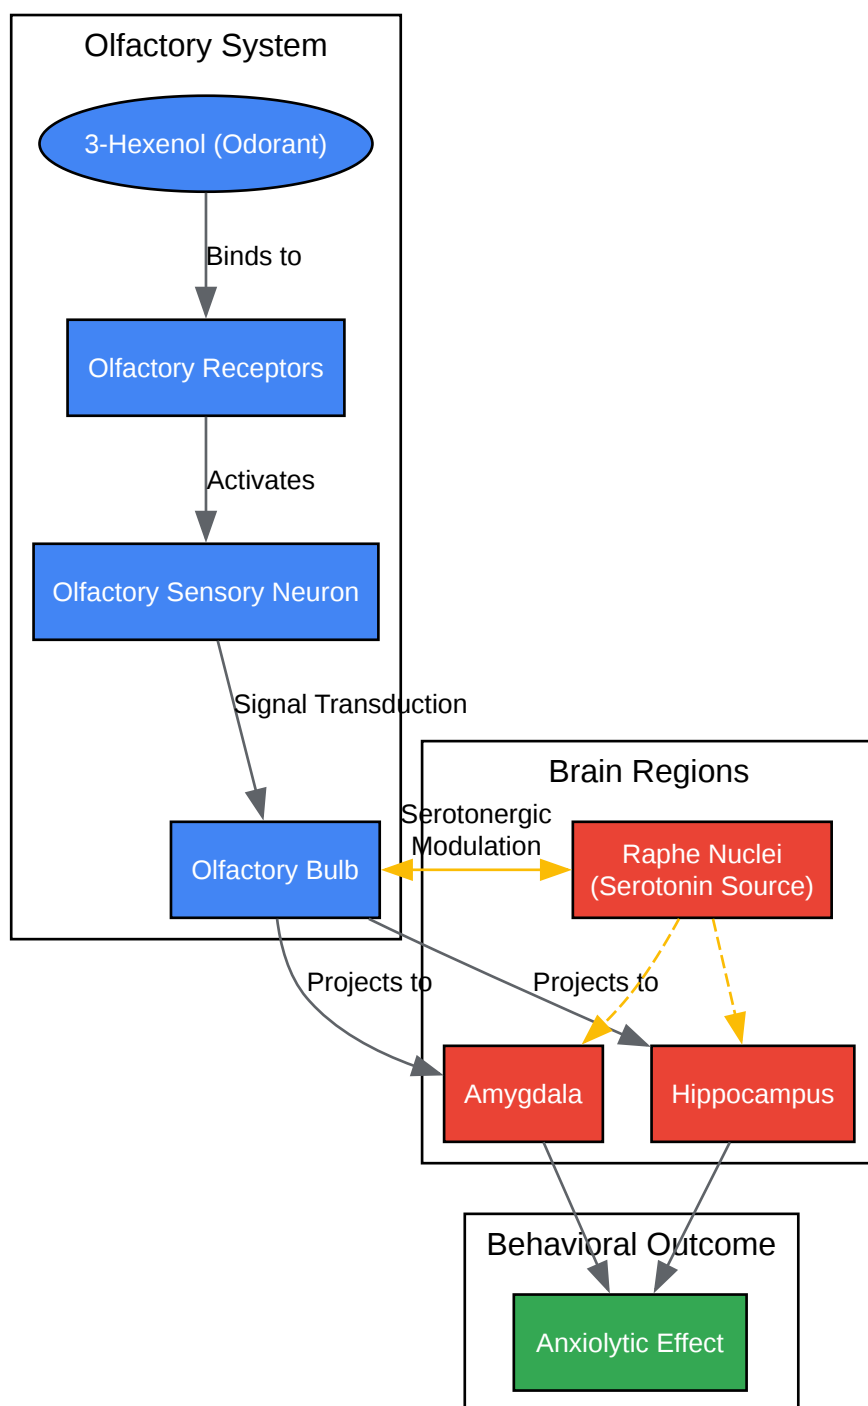 Olfactory System
3-Hexenol (Odorant)
Binds to
Olfactory Receptors
Activates
Olfactory Sensory Neuron
Signal Transduction
Brain Regions
Serotonergic
Modulation
Olfactory Bulb
Raphe Nuclei
(Serotonin Source)
Projects to
Projects to
Amygdala
Hippocampus
Behavioral Outcome
Anxiolytic Effect